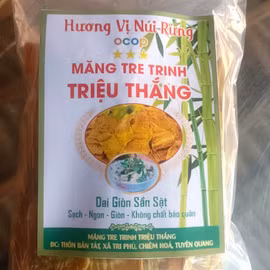 Hương Vị Núi Rừng
OCOP
MĂNG TRE TRINH
TRIỆU THẮNG
Dai Giòn Sần Sật
Sạch - Ngon - Giòn - Không chất bảo quản
MĂNG TRE TRINH TRIỆU THẮNG
ĐC: THÔN BẢN TÁT, XÃ TRI PHÚ, CHIÊM HOÁ, TUYÊN QUANG